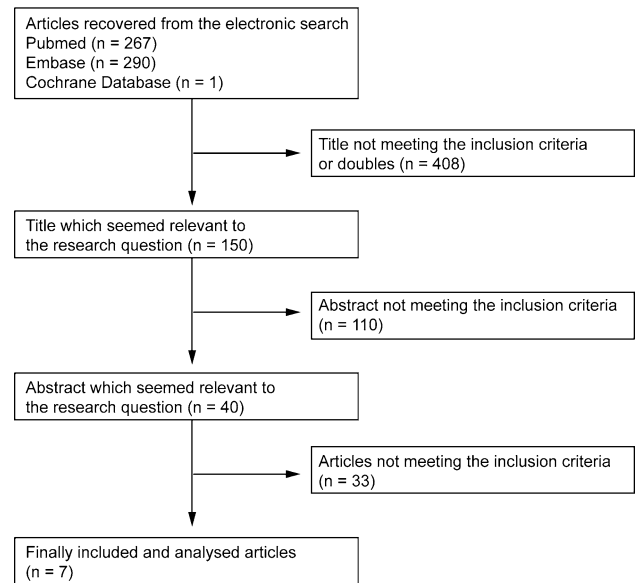 Articles recovered from the electronic search
Pubmed (n = 267)
Embase (n = 290)
Cochrane Database (n = 1)
Title not meeting the inclusion criteria
or doubles (n = 408)
Title which seemed relevant to
the research question (n = 150)
Abstract not meeting the inclusion criteria
(n = 110)
Abstract which seemed relevant to
the research question (n = 40)
Articles not meeting the inclusion criteria
(n = 33)
Finally included and analysed articles
(n = 7)